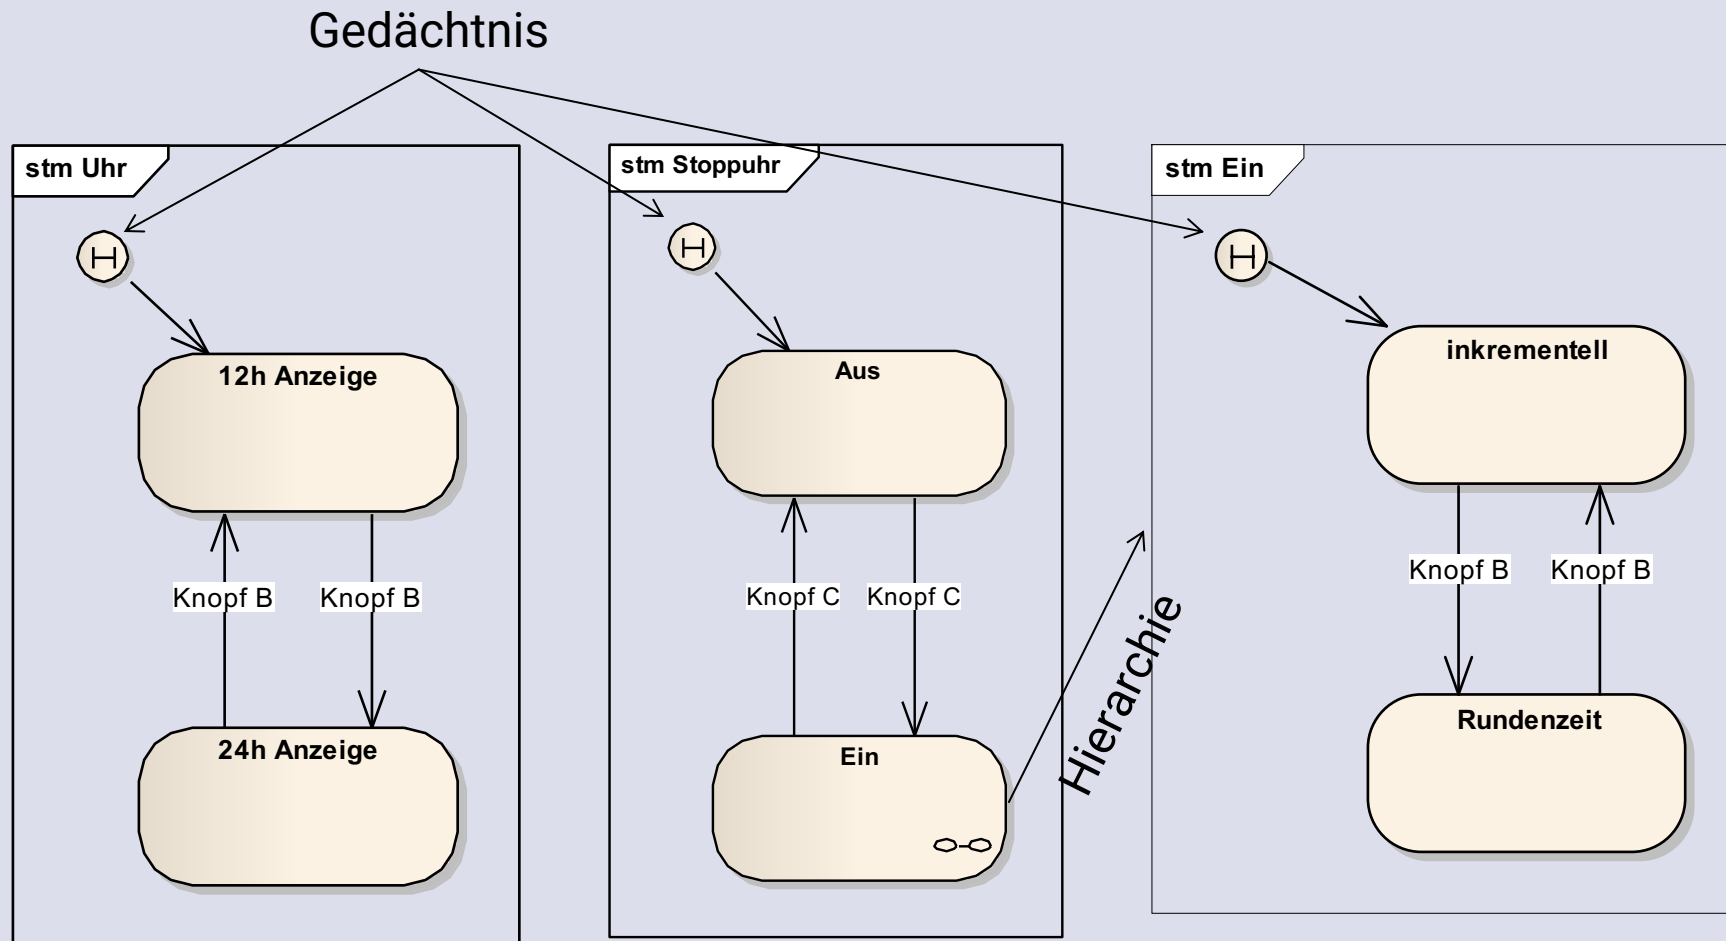 Gedächtnis
stm Uhr
H
12h Anzeige
Knopf B
Knopf B
24h Anzeige
stm Stoppuhr
H
Aus
Knopf C
Knopf C
Ein
Hierarchie
stm Ein
H
inkrementell
Knopf B
Knopf B
Rundenzeit